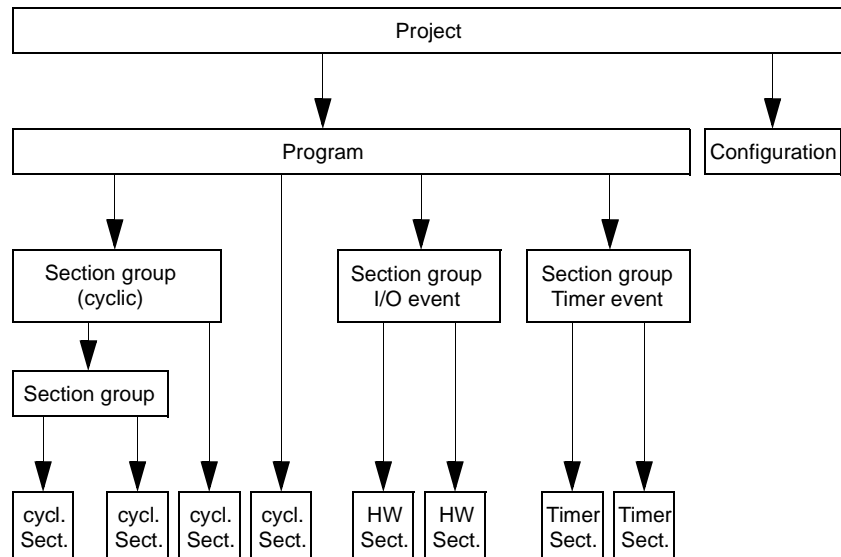 Project
Program
Configuration
Section group
(cyclic)
Section group
I/O event
Section group
Timer event
Section group
cycl.
Sect.
cycl.
Sect.
cycl.
Sect.
cycl.
Sect.
HW
Sect.
HW
Sect.
Timer
Sect.
Timer
Sect.